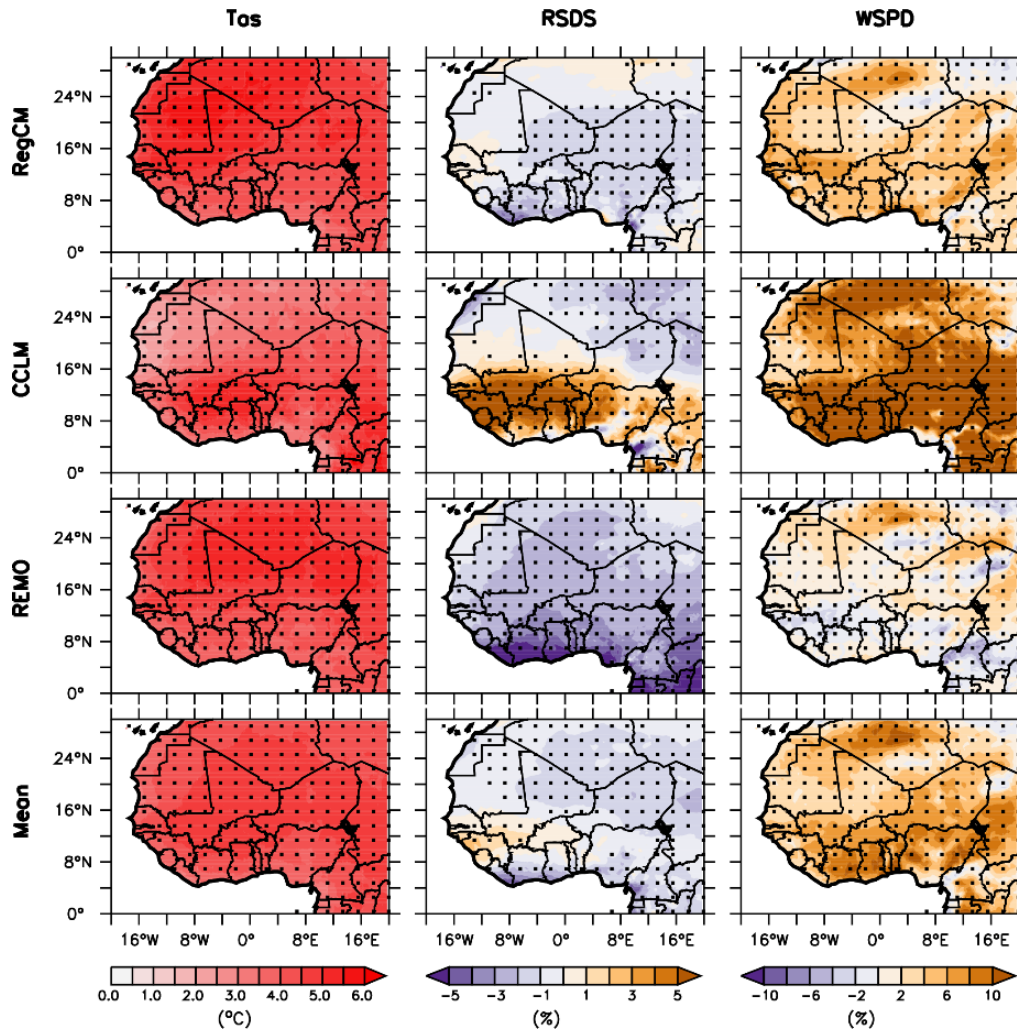 Tas RSDS WSPD
RegCM
24°N
16°N
8°N
0°
CCLM
24°N
16°N
8°N
0°
REMO
24°N
16°N
8°N
0°
Mean
24°N
16°N
8°N
0°
16°W 8°W 0° 8°E 16°E 16°W 8°W 0° 8°E 16°E 16°W 8°W 0° 8°E 16°E
0.0 1.0 2.0 3.0 4.0 5.0 6.0 −5 −3 −1 1 3 5 −10 −6 −2 2 6 10
(°C) (%) (%)